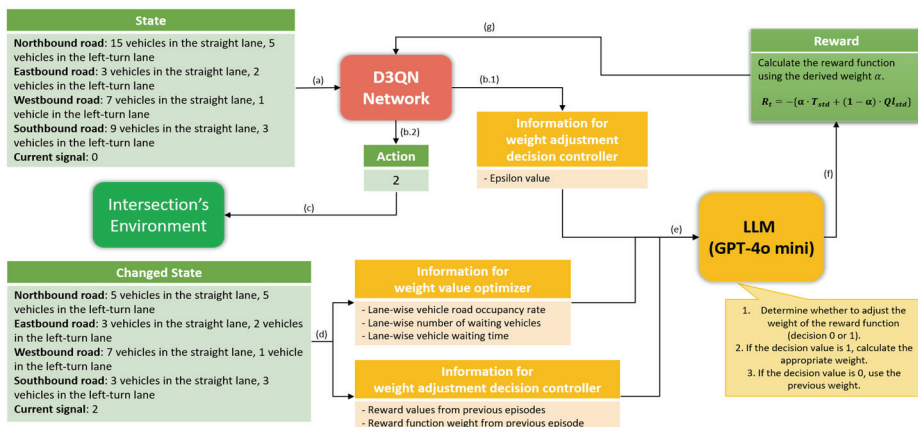 State
Northbound road: 15 vehicles in the straight lane, 5
vehicles in the left-turn lane
Eastbound road: 3 vehicles in the straight lane, 2
vehicles in the left-turn lane.
Westbound road: 7 vehicles in the straight lane, 1
vehicle in the left-turn lane
Southbound road: 9 vehicles in the straight lane, 3
vehicles in the left-turn lane
Current signal: 0
(a)
D3QN
Network
(g)
(b.1)
(b.2)
Action
2
(c)
Intersection's
Environment
Information for
weight adjustment
decision controller
- Epsilon value
Reward
Calculate the reward function
using the derived weight α.
Rt = −{α · Tstd + (1 − α) · Qlstd}
(f)
(e)
LLM
(GPT-4o mini)
1. Determine whether to adjust the
weight of the reward function
(decision 0 or 1).
2. If the decision value is 1, calculate the
appropriate weight.
3. If the decision value is 0, use the
previous weight.
Changed State
Northbound road: 5 vehicles in the straight lane, 5
vehicles in the left-turn lane
Eastbound road: 3 vehicles in the straight lane, 2 vehicles
in the left-turn lane.
Westbound road: 7 vehicles in the straight lane, 1 vehicle
in the left-turn lane
Southbound road: 3 vehicles in the straight lane, 3
vehicles in the left-turn lane
Current signal: 2
(d)
Information for
weight value optimizer
- Lane-wise vehicle road occupancy rate
- Lane-wise number of waiting vehicles
- Lane-wise vehicle waiting time
Information for
weight adjustment decision controller
- Reward values from previous episodes
- Reward function weight from previous episode